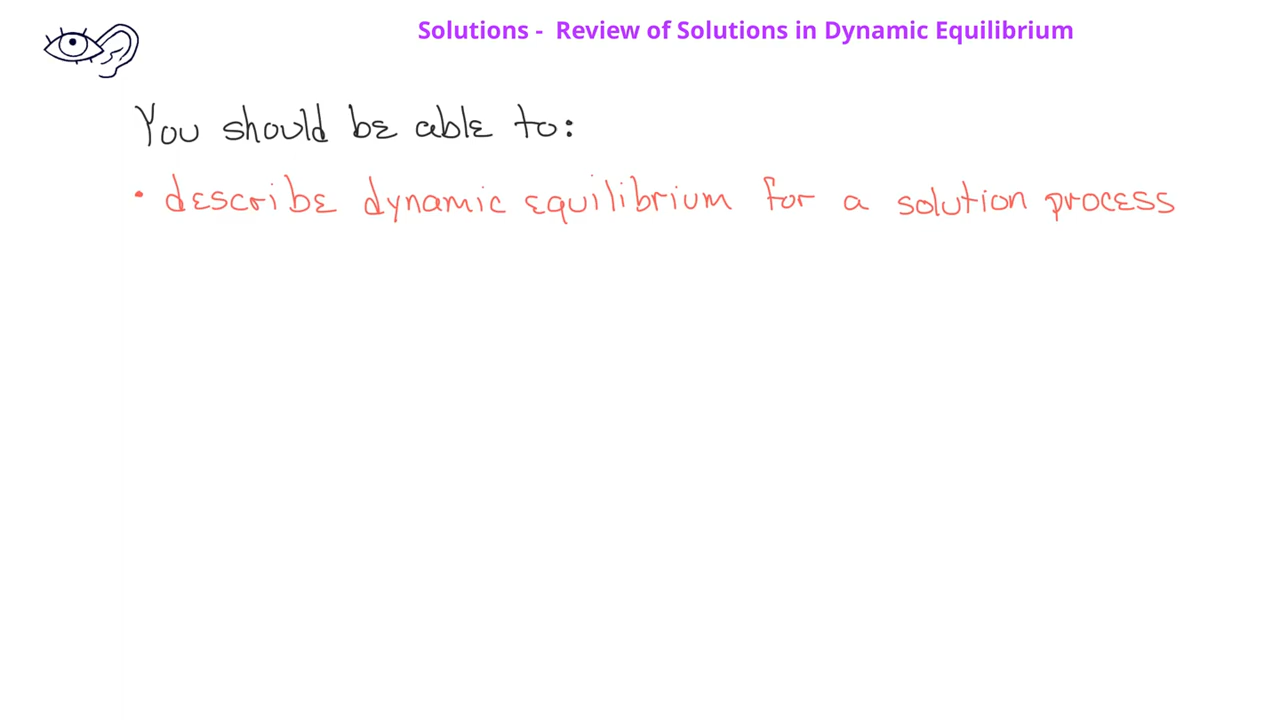 Solutions - Review of Solutions in Dynamic Equilibrium
You should be able to:
• describe dynamic equilibrium for a solution process